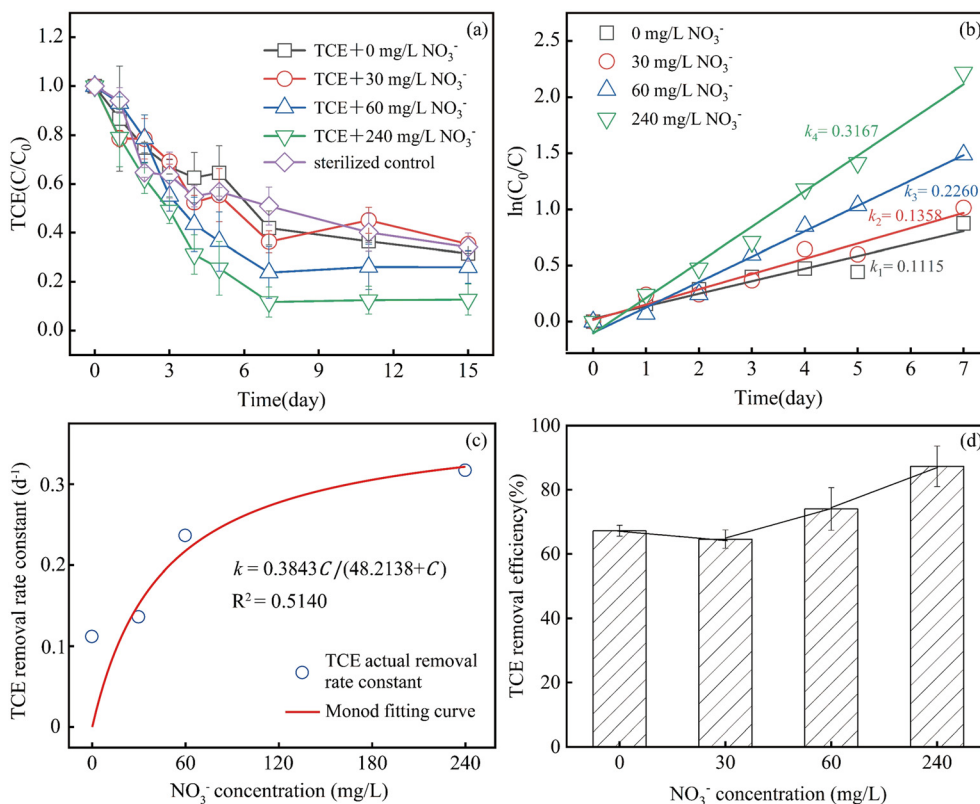 (a)
TCE+0 mg/L NO₃⁻
TCE+30 mg/L NO₃⁻
TCE+60 mg/L NO₃⁻
TCE+240 mg/L NO₃⁻
sterilized control
TCE(C/C₀)
1.2
1.0
0.8
0.6
0.4
0.2
0.0
0 3 6 9 12 15
Time(day)
(b)
0 mg/L NO₃⁻
30 mg/L NO₃⁻
60 mg/L NO₃⁻
240 mg/L NO₃⁻
k₄= 0.3167
k₃= 0.2260
k₂= 0.1358
k₁= 0.1115
ln(C₀/C)
2.5
2.0
1.5
1.0
0.5
0.0
0 1 2 3 4 5 6 7
Time(day)
(c)
k = 0.3843C/(48.2138+C)
R² = 0.5140
TCE actual removal
rate constant
Monod fitting curve
TCE removal rate constant (d⁻¹)
0.3
0.2
0.1
0
0 60 120 180 240
NO₃⁻ concentration (mg/L)
(d)
TCE removal efficiency(%)
100
80
60
40
20
0
0 30 60 240
NO₃⁻ concentration (mg/L)